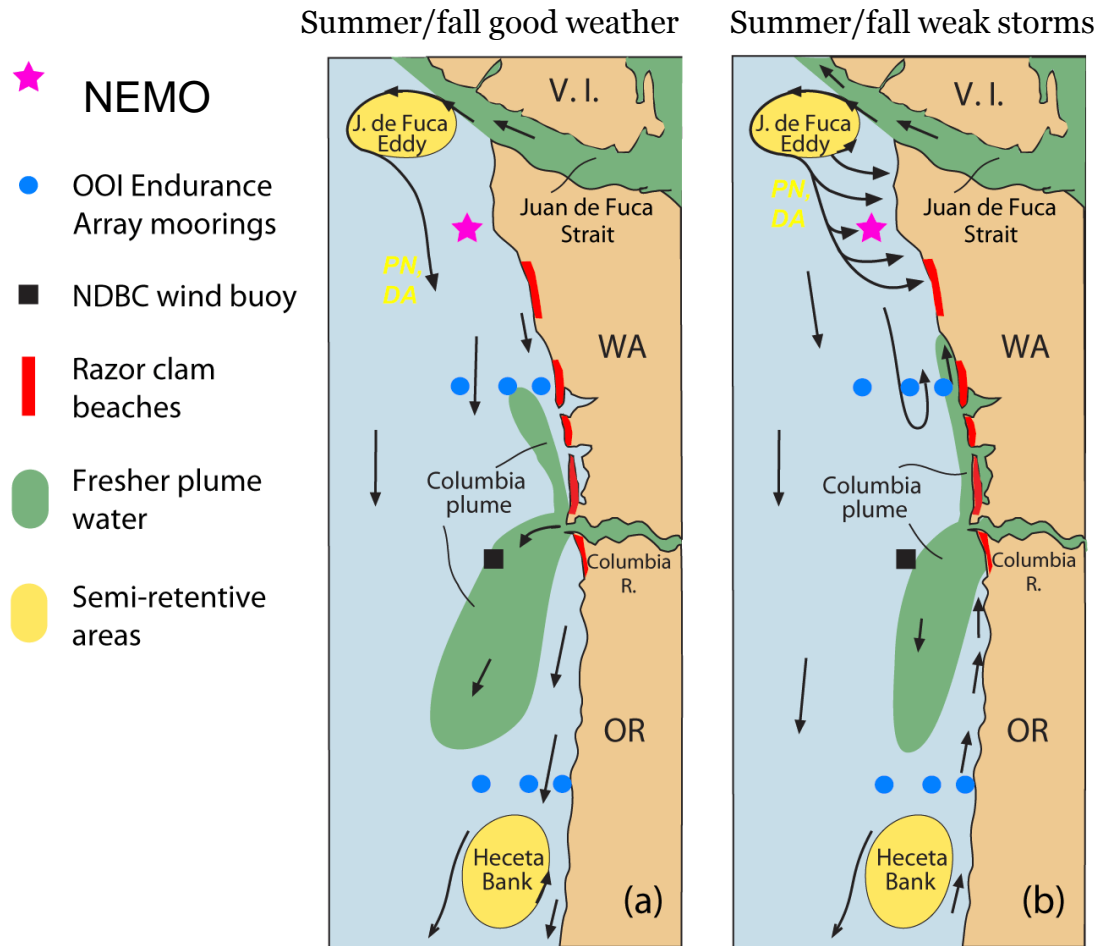 Summer/fall good weather
Summer/fall weak storms
NEMO
OOI Endurance
Array moorings
NDBC wind buoy
Razor clam
beaches
Fresher plume
water
Semi-retentive
areas
V. I.
J. de Fuca
Eddy
Juan de Fuca
Strait
PN,
DA
WA
Columbia
plume
Columbia
R.
OR
Heceta
Bank
(a)
V. I.
J. de Fuca
Eddy
PN,
DA
Juan de Fuca
Strait
WA
Columbia
plume
Columbia
R.
OR
Heceta
Bank
(b)